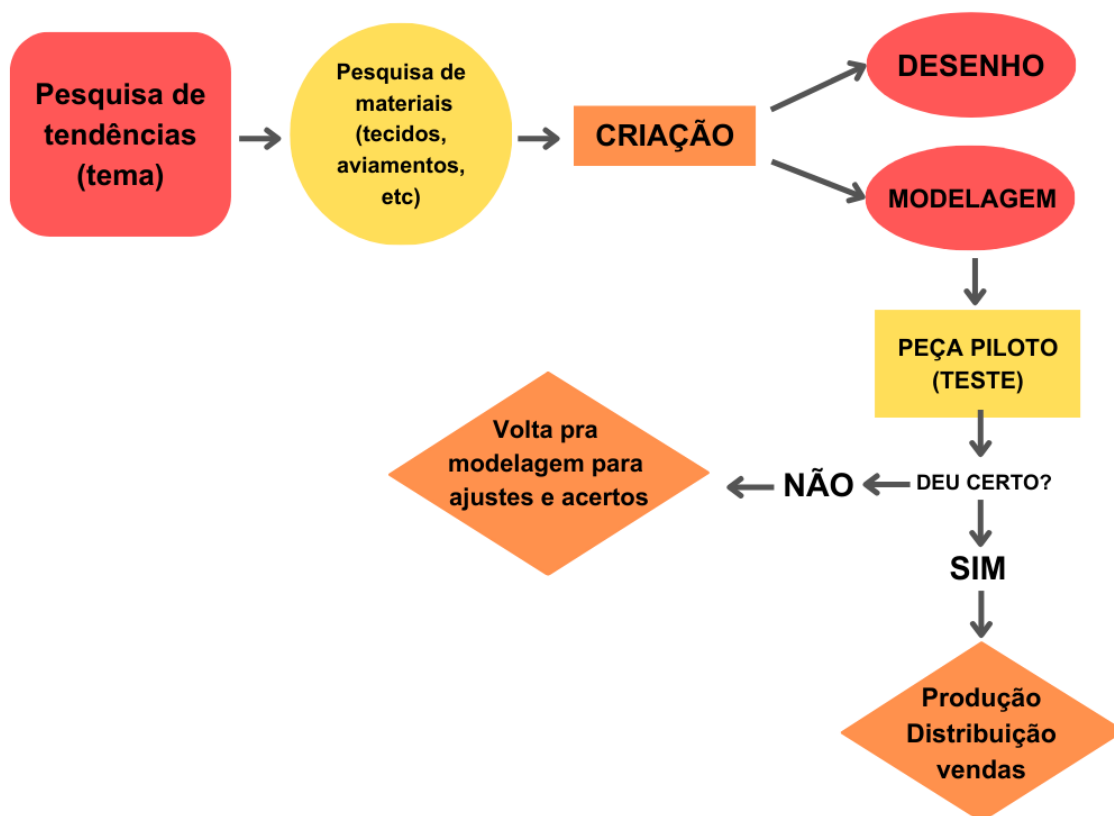 Pesquisa de
tendências
(tema)
Pesquisa de
materiais
(tecidos,
aviamentos,
etc)
CRIAÇÃO
DESENHO
MODELAGEM
PEÇA PILOTO
(TESTE)
DEU CERTO?
NÃO
Volta pra
modelagem para
ajustes e acertos
SIM
Produção
Distribuição
vendas